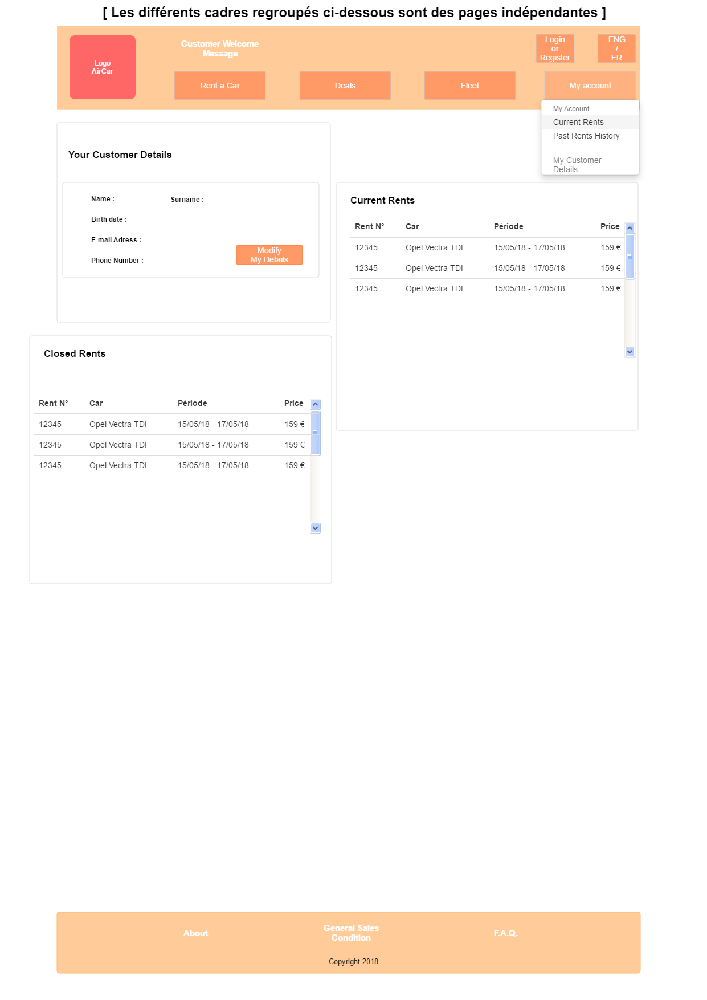 [ Les différents cadres regroupés ci-dessous sont des pages indépendantes ]
Logo
AirCar
Customer Welcome
Message
Login
or
Register
ENG
/
FR
Rent a Car
Deals
Fleet
My account
My Account
Current Rents
Past Rents History
My Customer
Details
Your Customer Details
Name :
Surname :
Birth date :
E-mail Adress :
Phone Number :
Modify
My Details
Current Rents
Rent N° Car Période Price
12345 Opel Vectra TDI 15/05/18 - 17/05/18 159 €
12345 Opel Vectra TDI 15/05/18 - 17/05/18 159 €
12345 Opel Vectra TDI 15/05/18 - 17/05/18 159 €
Closed Rents
Rent N° Car Période Price
12345 Opel Vectra TDI 15/05/18 - 17/05/18 159 €
12345 Opel Vectra TDI 15/05/18 - 17/05/18 159 €
12345 Opel Vectra TDI 15/05/18 - 17/05/18 159 €
About
General Sales
Condition
F.A.Q.
Copyright 2018